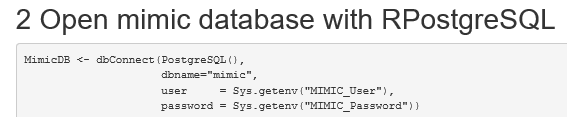 2 Open mimic database with RPostgreSQL
MimicDB <- dbConnect(PostgreSQL(),
                     dbname="mimic",
                     user     = Sys.getenv("MIMIC_User"),
                     password = Sys.getenv("MIMIC_Password"))